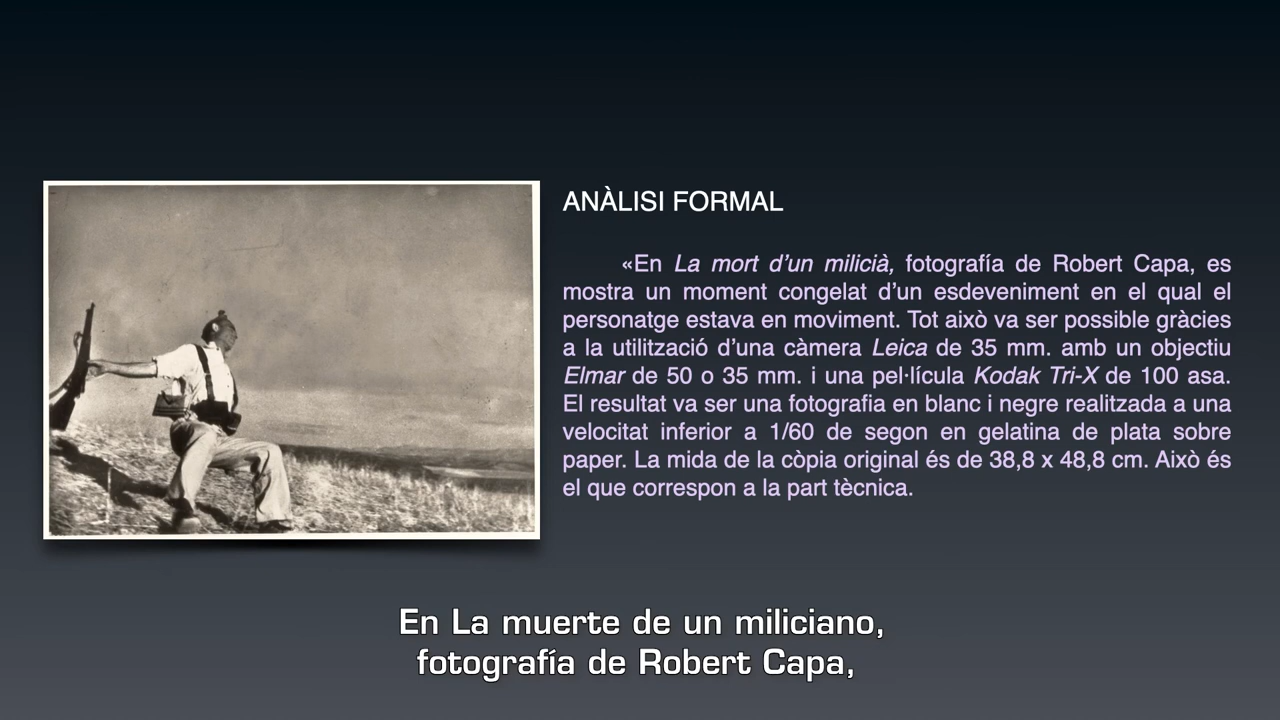 ANÀLISI FORMAL
«En La mort d’un milicià, fotografía de Robert Capa, es
mostra un moment congelat d’un esdeveniment en el qual el
personatge estava en moviment. Tot això va ser possible gràcies
a la utilització d’una càmera Leica de 35 mm. amb un objectiu
Elmar de 50 o 35 mm. i una pel·lícula Kodak Tri-X de 100 asa.
El resultat va ser una fotografia en blanc i negre realitzada a una
velocitat inferior a 1/60 de segon en gelatina de plata sobre
paper. La mida de la còpia original és de 38,8 x 48,8 cm. Això és
el que correspon a la part tècnica.
En La muerte de un miliciano,
fotografía de Robert Capa,